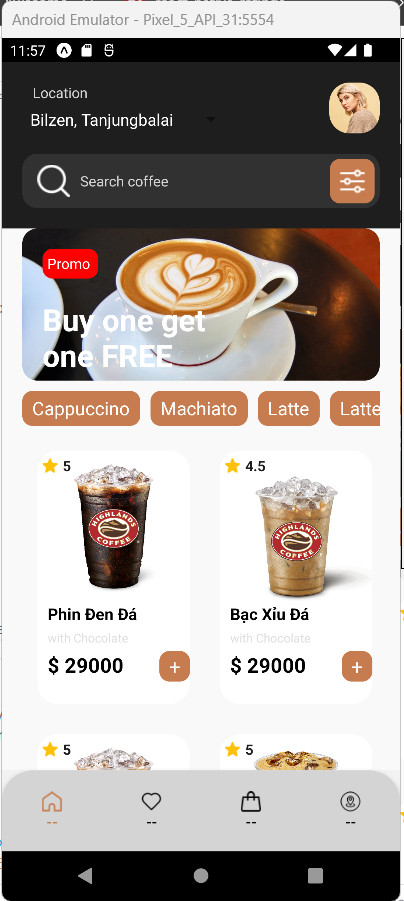 Android Emulator - Pixel_5_API_31:5554
11:57
Location
Bilzen, Tanjungbalai
Search coffee
Promo
Buy one get
one FREE
Cappuccino Machiato Latte Latte
5 4.5
HIGHLANDS COFFEE HIGHLANDS COFFEE
Phin Đen Đá Bạc Xỉu Đá
with Chocolate with Chocolate
$ 29000 + $ 29000 +
5 5
-- -- -- --